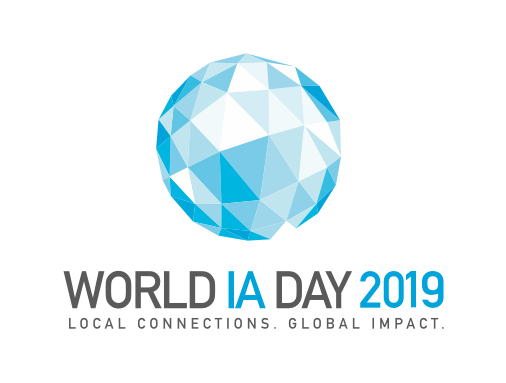 WORLD IA DAY 2019
LOCAL CONNECTIONS. GLOBAL IMPACT.